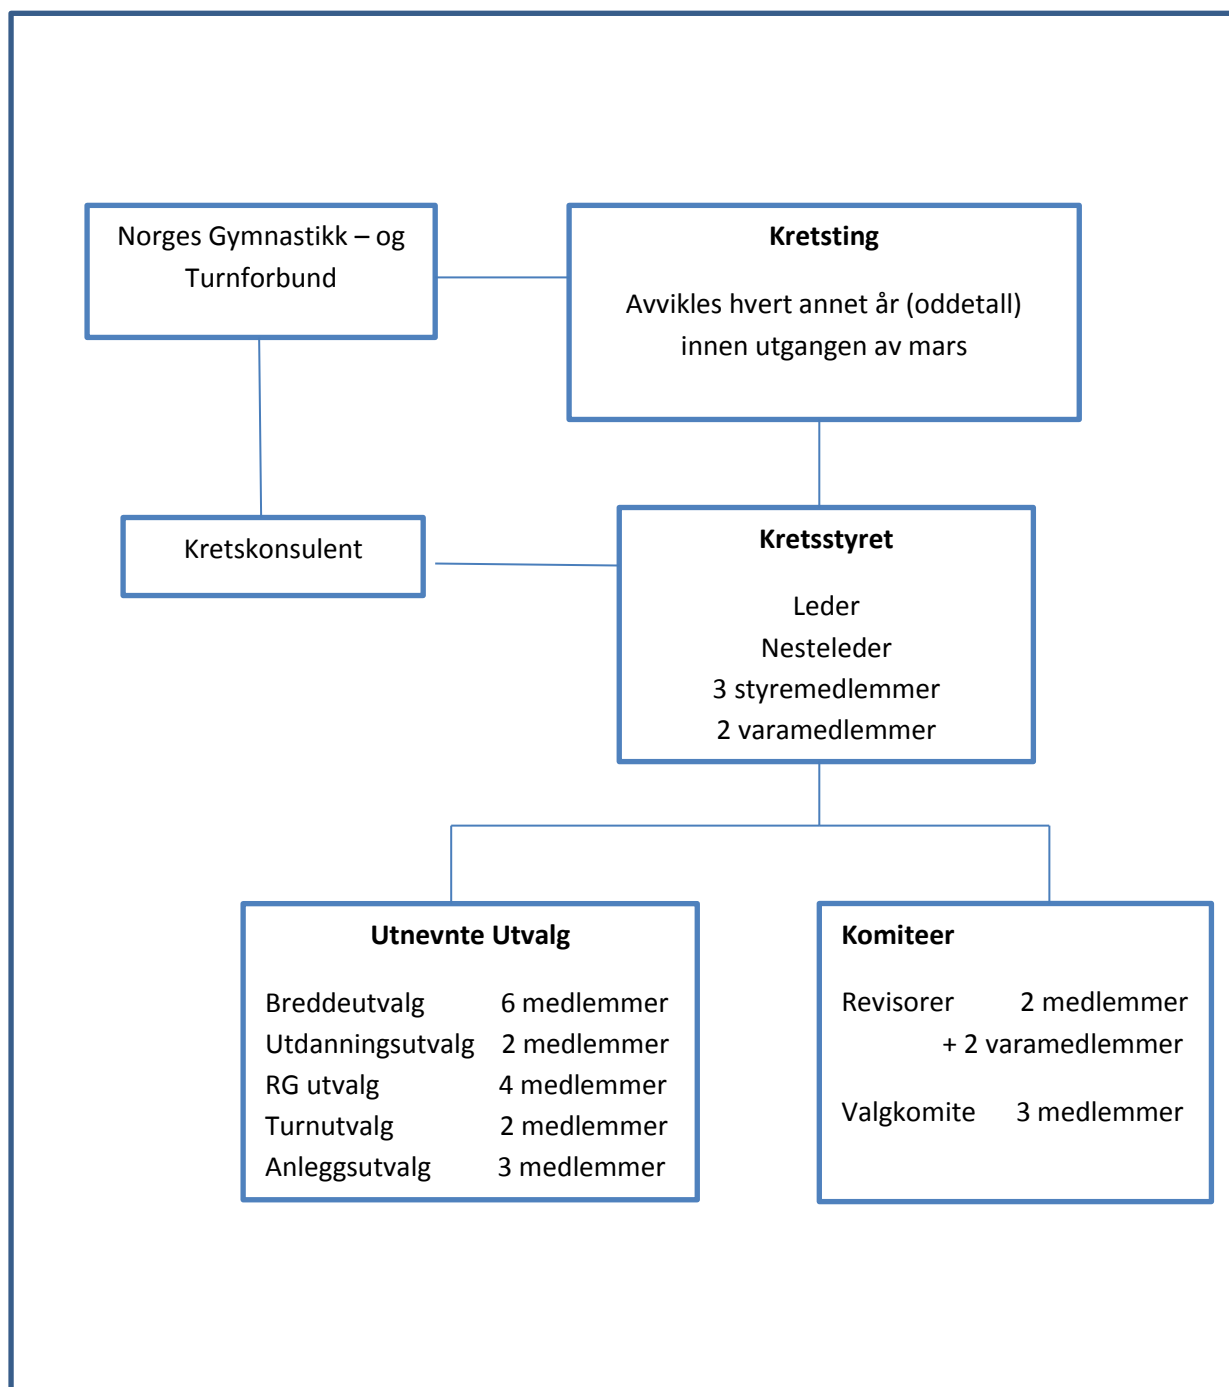 Norges Gymnastikk – og
Turnforbund
Kretsting
Avvikles hvert annet år (oddetall)
innen utgangen av mars
Kretskonsulent
Kretsstyret
Leder
Nesteleder
3 styremedlemmer
2 varamedlemmer
Utnevnte Utvalg
Breddeutvalg 6 medlemmer
Utdanningsutvalg 2 medlemmer
RG utvalg 4 medlemmer
Turnutvalg 2 medlemmer
Anleggsutvalg 3 medlemmer
Komiteer
Revisorer 2 medlemmer
+ 2 varamedlemmer
Valgkomite 3 medlemmer